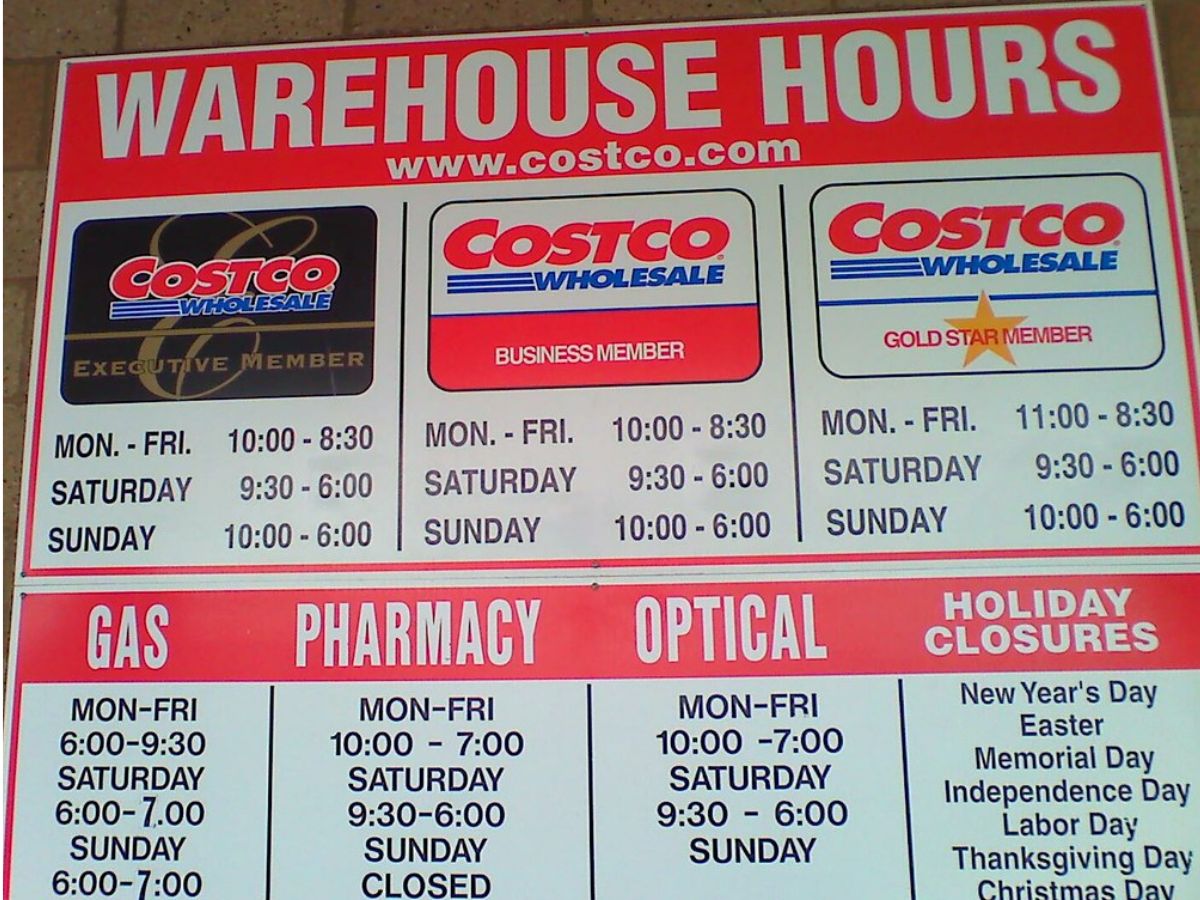 WAREHOUSE HOURS
www.costco.com
COSTCO
WHOLESALE
EXECUTIVE MEMBER
MON. - FRI. 10:00 - 8:30
SATURDAY 9:30 - 6:00
SUNDAY 10:00 - 6:00
COSTCO
WHOLESALE
BUSINESS MEMBER
MON. - FRI. 10:00 - 8:30
SATURDAY 9:30 - 6:00
SUNDAY 10:00 - 6:00
COSTCO
WHOLESALE
GOLD STAR MEMBER
MON. - FRI. 11:00 - 8:30
SATURDAY 9:30 - 6:00
SUNDAY 10:00 - 6:00
GAS
MON-FRI
6:00-9:30
SATURDAY
6:00-7.00
SUNDAY
6:00-7:00
PHARMACY
MON-FRI
10:00 - 7:00
SATURDAY
9:30-6:00
SUNDAY
CLOSED
OPTICAL
MON-FRI
10:00 -7:00
SATURDAY
9:30 - 6:00
SUNDAY
HOLIDAY
CLOSURES
New Year's Day
Easter
Memorial Day
Independence Day
Labor Day
Thanksgiving Day
Christmas Day